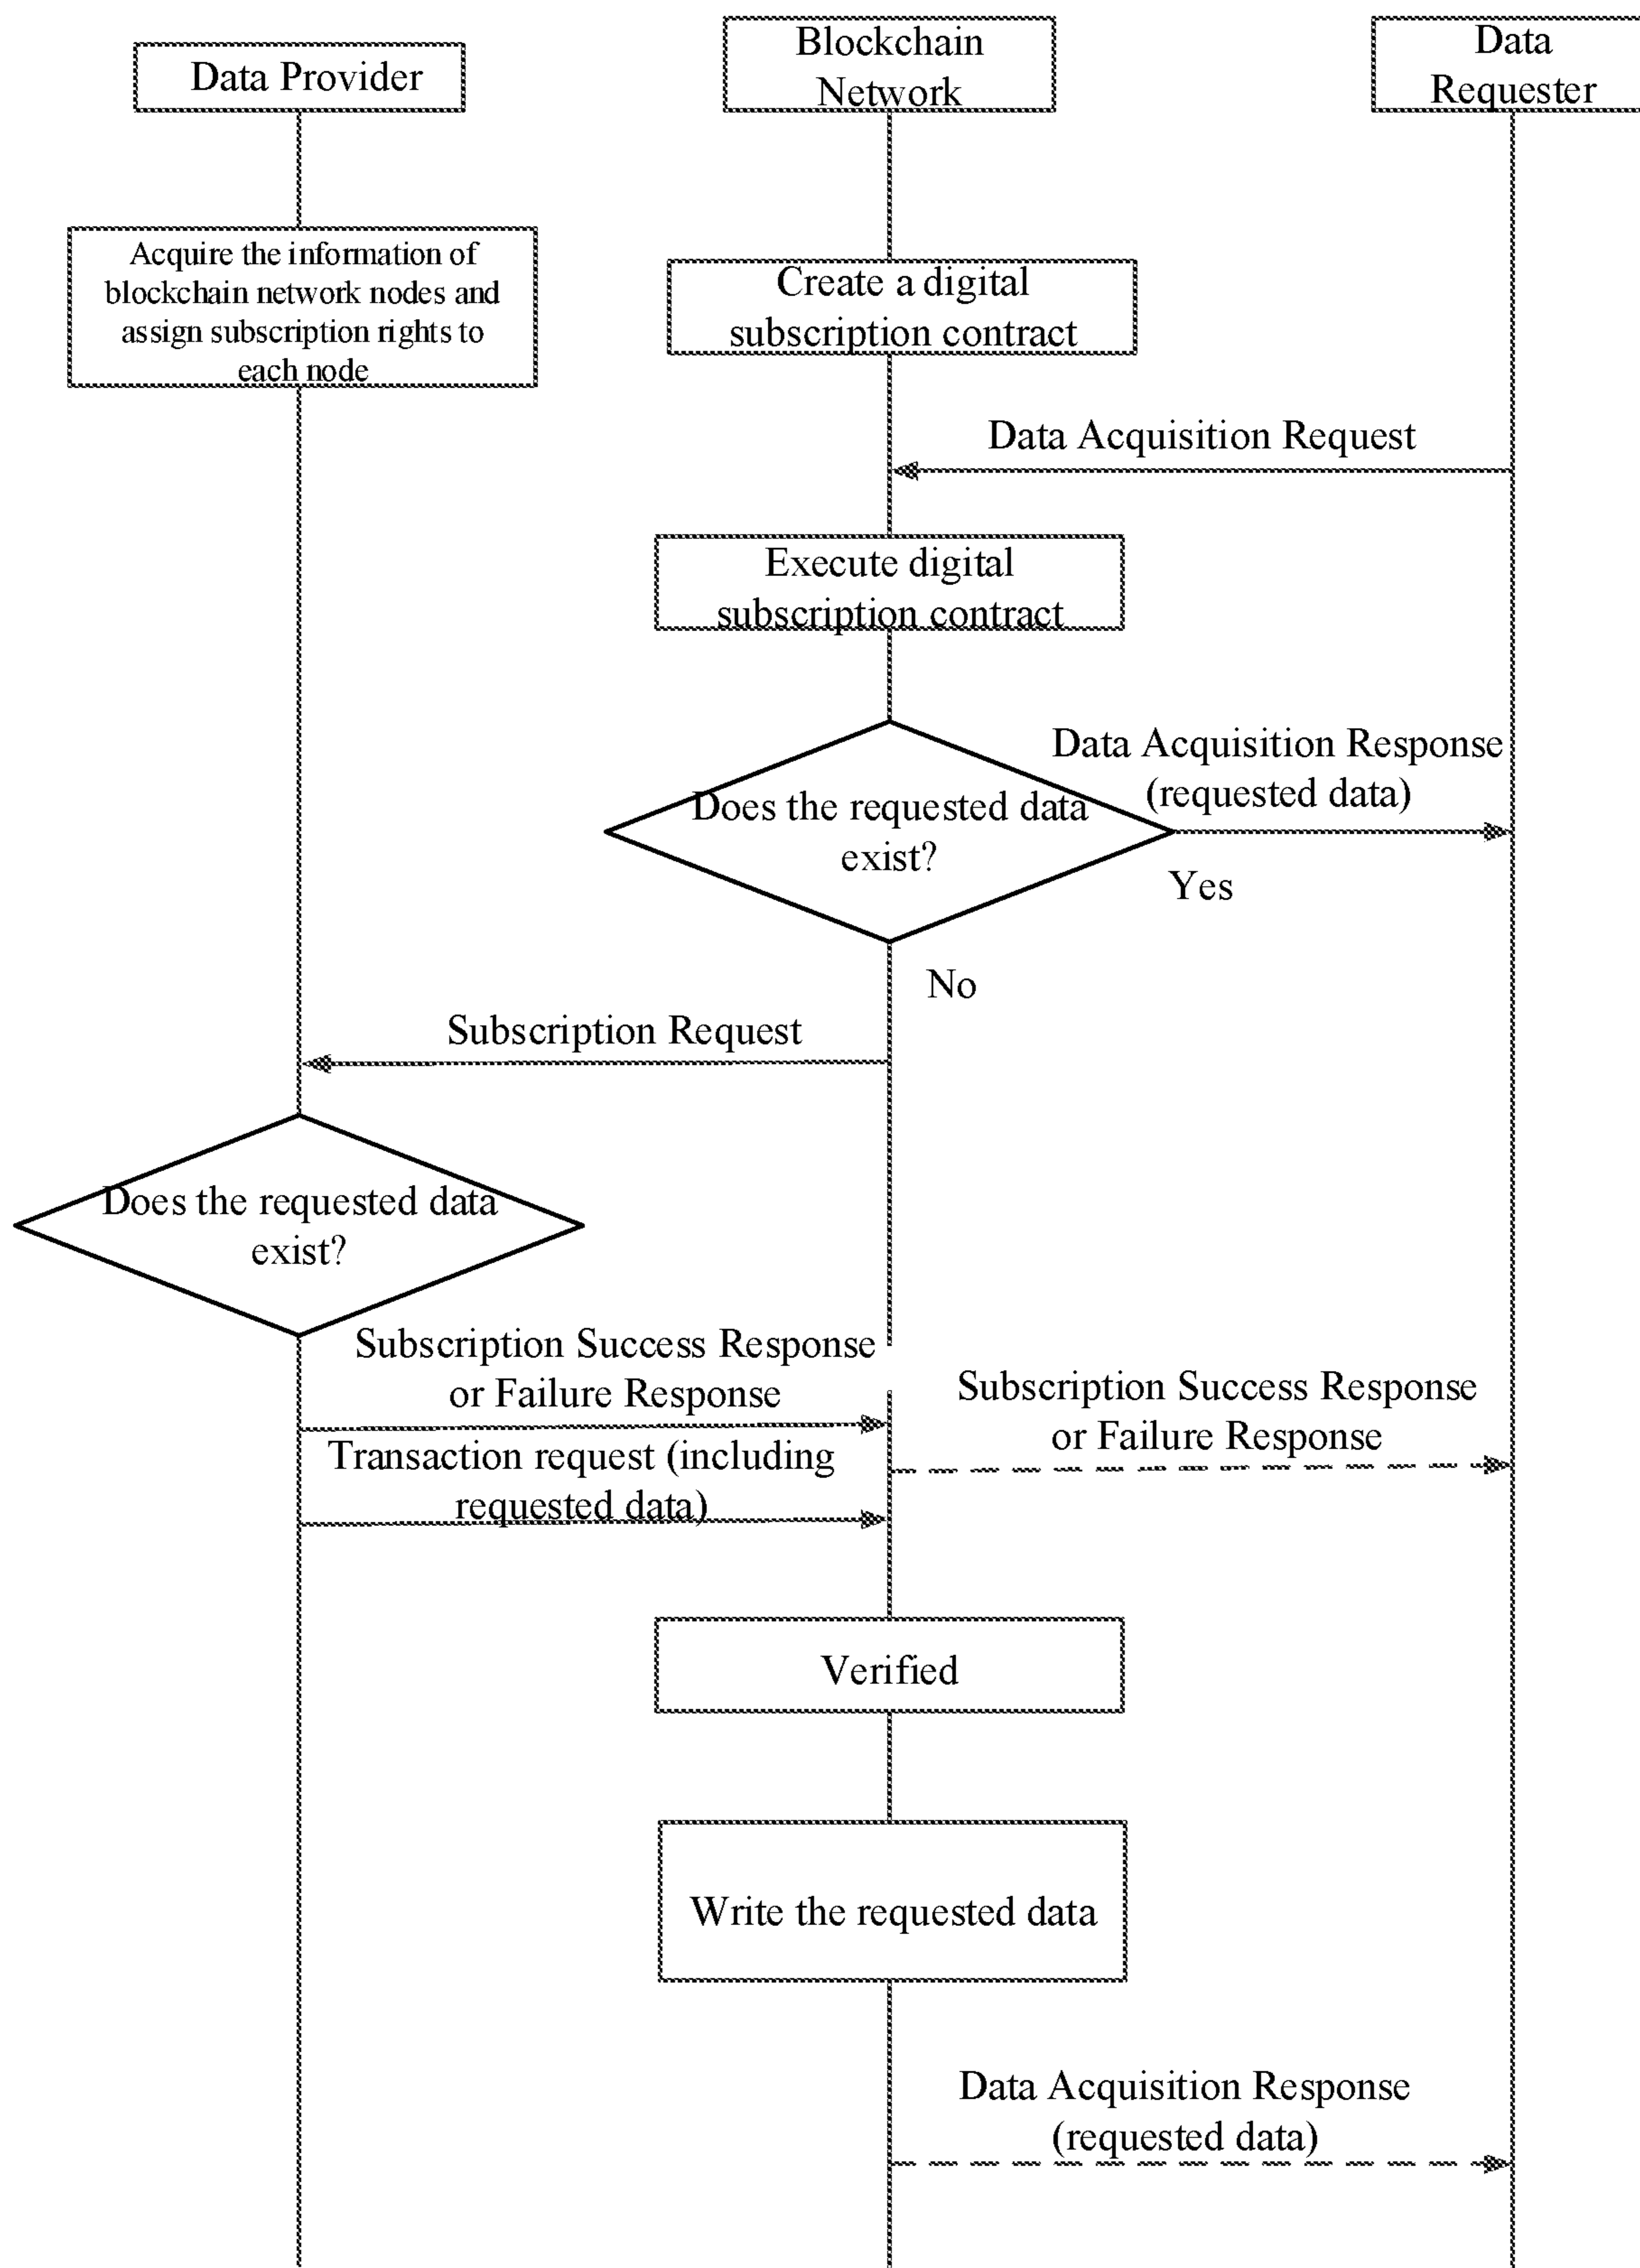 Data Provider
Blockchain
Network
Data
Requester
Acquire the information of
blockchain network nodes and
assign subscription rights to
each node
Create a digital
subscription contract
Data Acquisition Request
Execute digital
subscription contract
Does the requested data
exist?
Data Acquisition Response
(requested data)
Yes
No
Subscription Request
Does the requested data
exist?
Subscription Success Response
or Failure Response
Subscription Success Response
or Failure Response
Transaction request (including
requested data)
Verified
Write the requested data
Data Acquisition Response
(requested data)